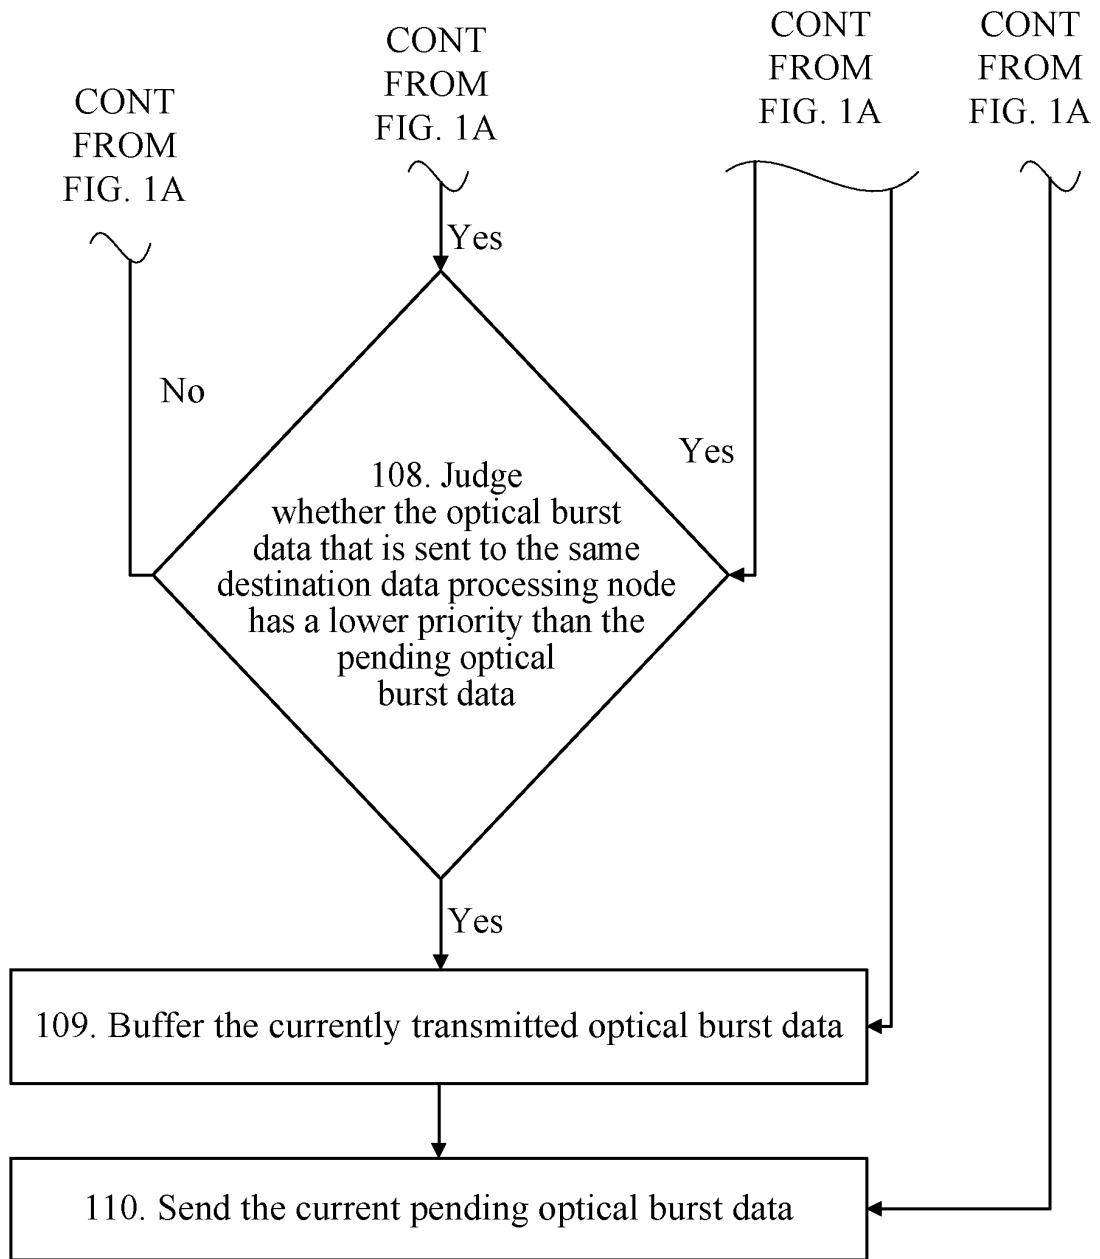 CONT
FROM
FIG. 1A
CONT
FROM
FIG. 1A
CONT
FROM
FIG. 1A
CONT
FROM
FIG. 1A
Yes
No
Yes
108. Judge
whether the optical burst
data that is sent to the same
destination data processing node
has a lower priority than the
pending optical
burst data
Yes
109. Buffer the currently transmitted optical burst data
110. Send the current pending optical burst data